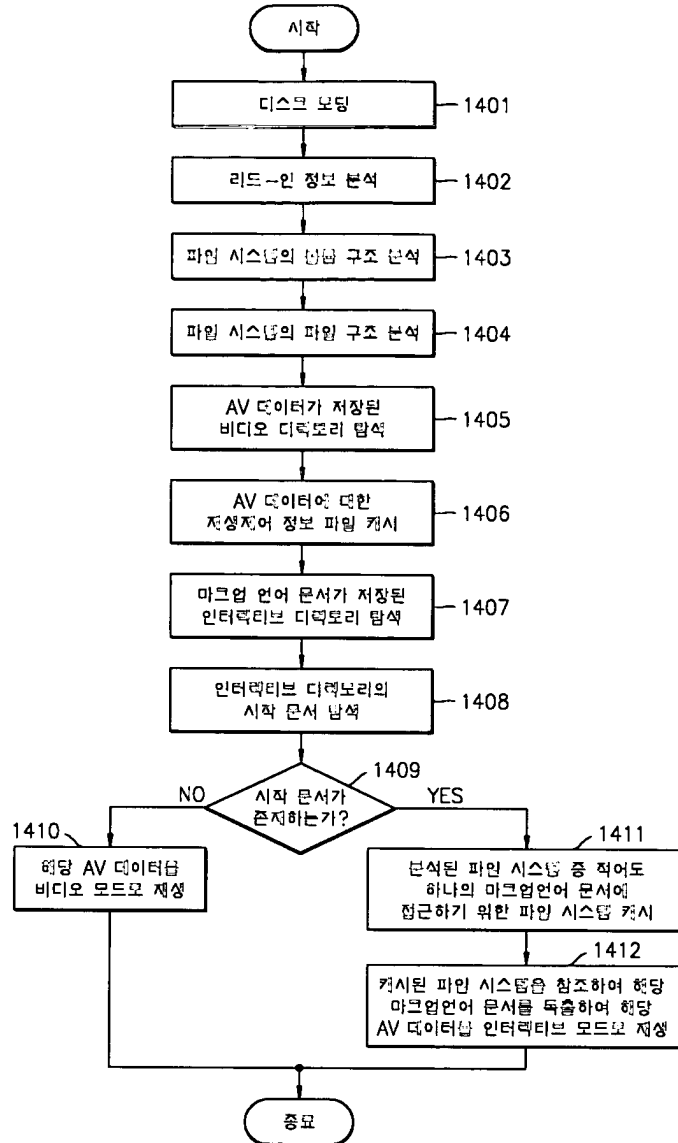 시작
디스크 로딩
1401
리드-인 정보 분석
1402
파일 시스템의 볼륨 구조 분석
1403
파일 시스템의 파일 구조 분석
1404
AV 데이터가 저장된
비디오 디렉토리 탐색
1405
AV 데이터에 대한
재생제어 정보 파일 캐시
1406
마크업 언어 문서가 저장된
인터렉티브 디렉토리 탐색
1407
인터렉티브 디렉토리의
시작 문서 탐색
1408
1409
시작 문서가
존재하는가?
NO
YES
1410
해당 AV 데이터를
비디오 모드로 재생
1411
분석된 파일 시스템 중 적어도
하나의 마크업언어 문서에
접근하기 위한 파일 시스템 캐시
1412
캐시된 파일 시스템을 참조하여 해당
마크업언어 문서를 독출하여 해당
AV 데이터를 인터렉티브 모드로 재생
종료